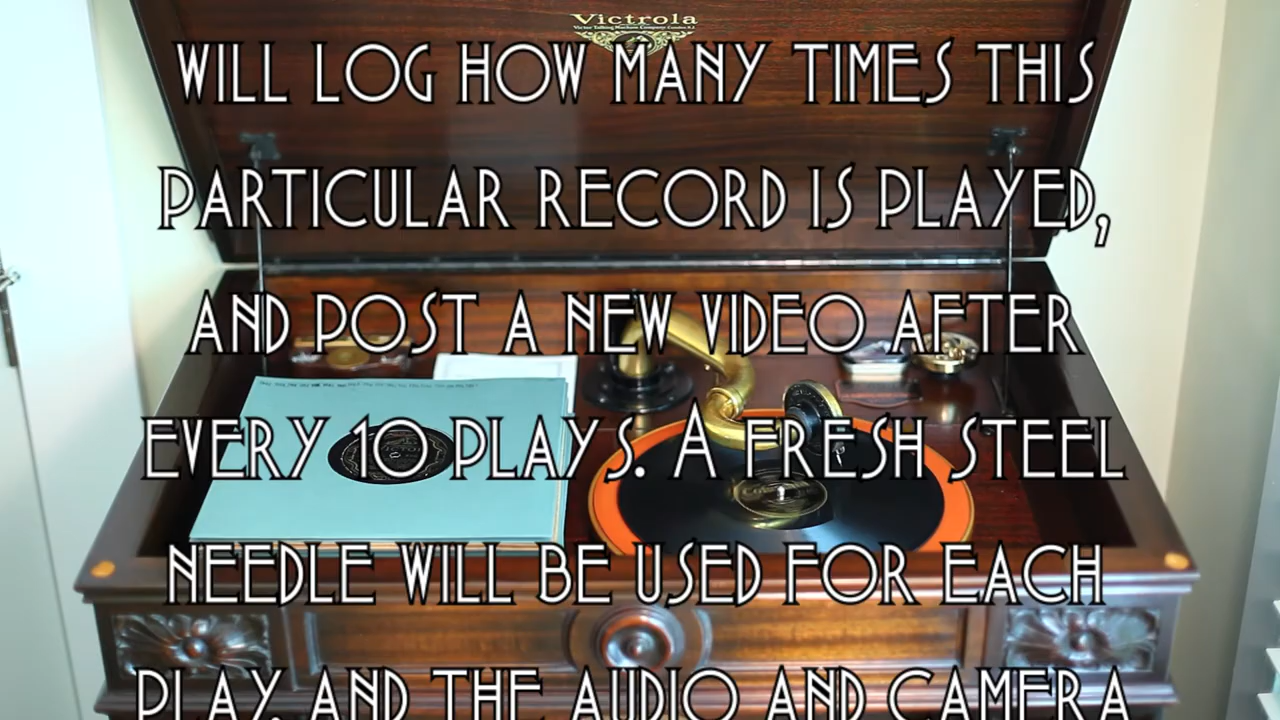 Victrola
WILL LOG HOW MANY TIMES THIS
PARTICULAR RECORD IS PLAYED,
AND POST A NEW VIDEO AFTER
EVERY 10 PLAYS. A FRESH STEEL
NEEDLE WILL BE USED FOR EACH
PLAY, AND THE AUDIO AND CAMERA